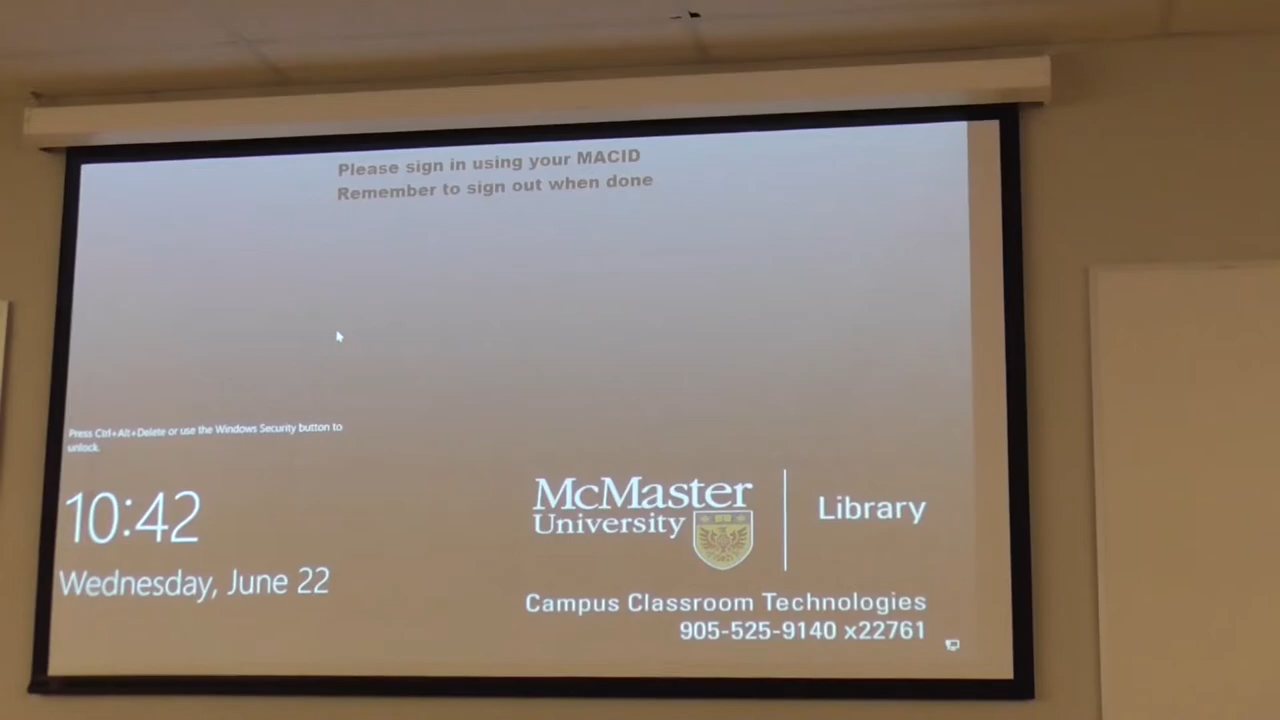 Please sign in using your MACID
Remember to sign out when done
Press Ctrl+Alt+Delete or use the Windows Security button to
unlock.
10:42
Wednesday, June 22
McMaster
University
Library
Campus Classroom Technologies
905-525-9140 x22761